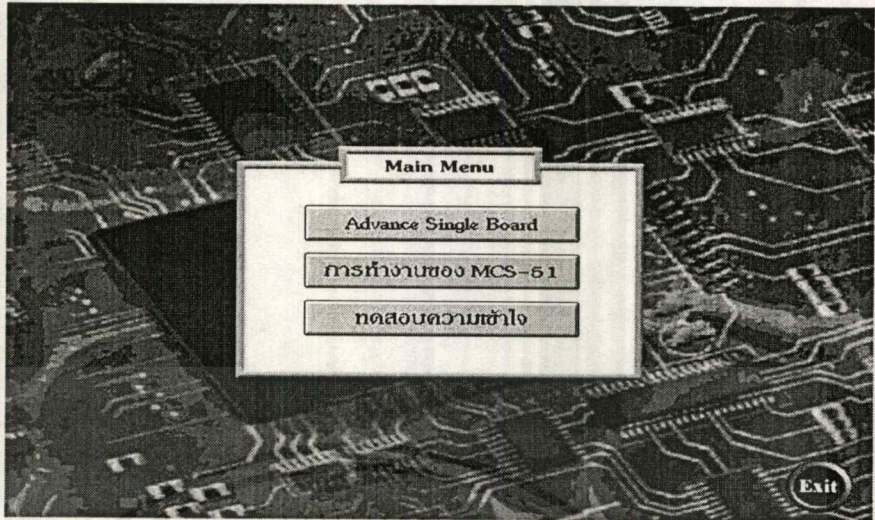 Main Menu
Advance Single Board
การทำงานของ MCS-51
ทดสอบความเข้าใจ
Exit